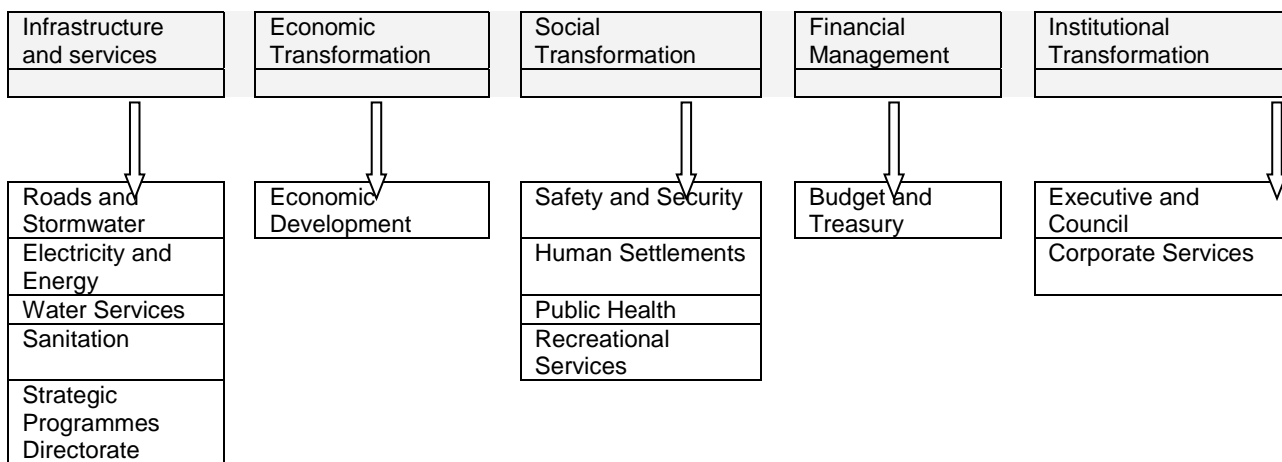 Infrastructure
and services
Economic
Transformation
Social
Transformation
Financial
Management
Institutional
Transformation
Roads and
Stormwater
Electricity and
Energy
Water Services
Sanitation
Strategic
Programmes
Directorate
Economic
Development
Safety and Security
Human Settlements
Public Health
Recreational
Services
Budget and
Treasury
Executive and
Council
Corporate Services